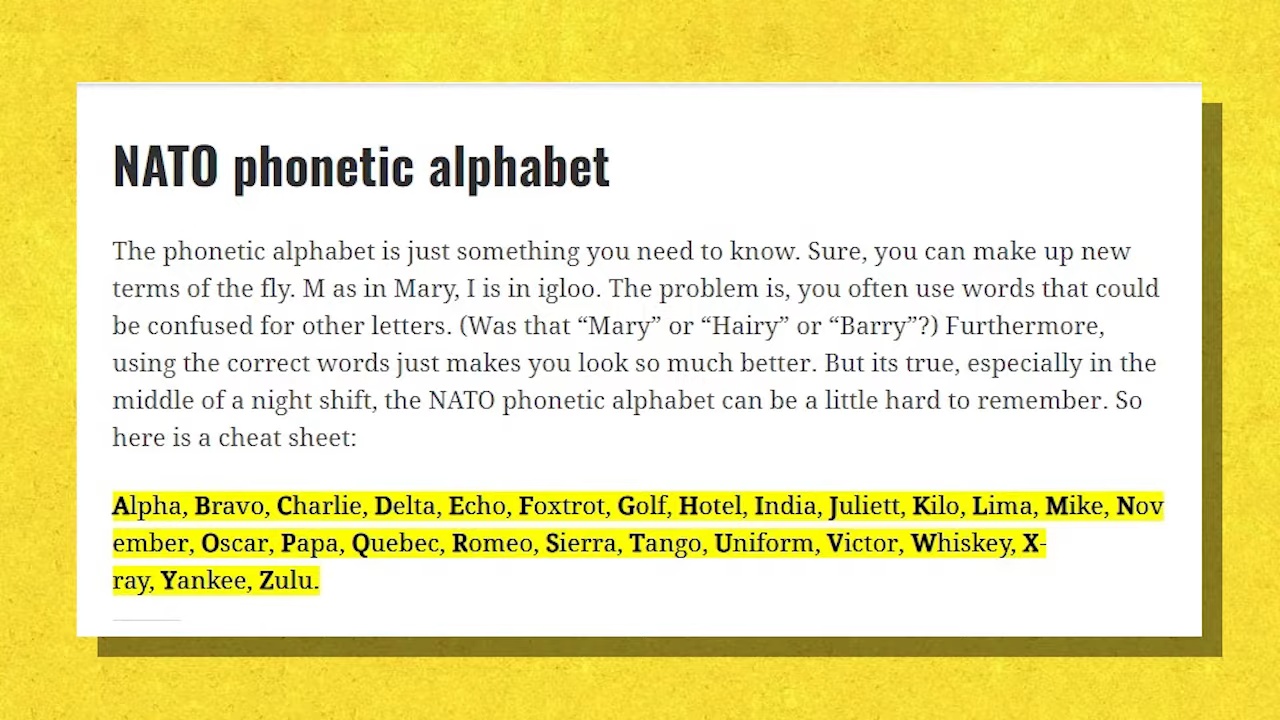 NATO phonetic alphabet
The phonetic alphabet is just something you need to know. Sure, you can make up new
terms of the fly. M as in Mary, I is in igloo. The problem is, you often use words that could
be confused for other letters. (Was that “Mary” or “Hairy” or “Barry”?) Furthermore,
using the correct words just makes you look so much better. But its true, especially in the
middle of a night shift, the NATO phonetic alphabet can be a little hard to remember. So
here is a cheat sheet:
Alpha, Bravo, Charlie, Delta, Echo, Foxtrot, Golf, Hotel, India, Juliett, Kilo, Lima, Mike, Nov
ember, Oscar, Papa, Quebec, Romeo, Sierra, Tango, Uniform, Victor, Whiskey, X-
ray, Yankee, Zulu.